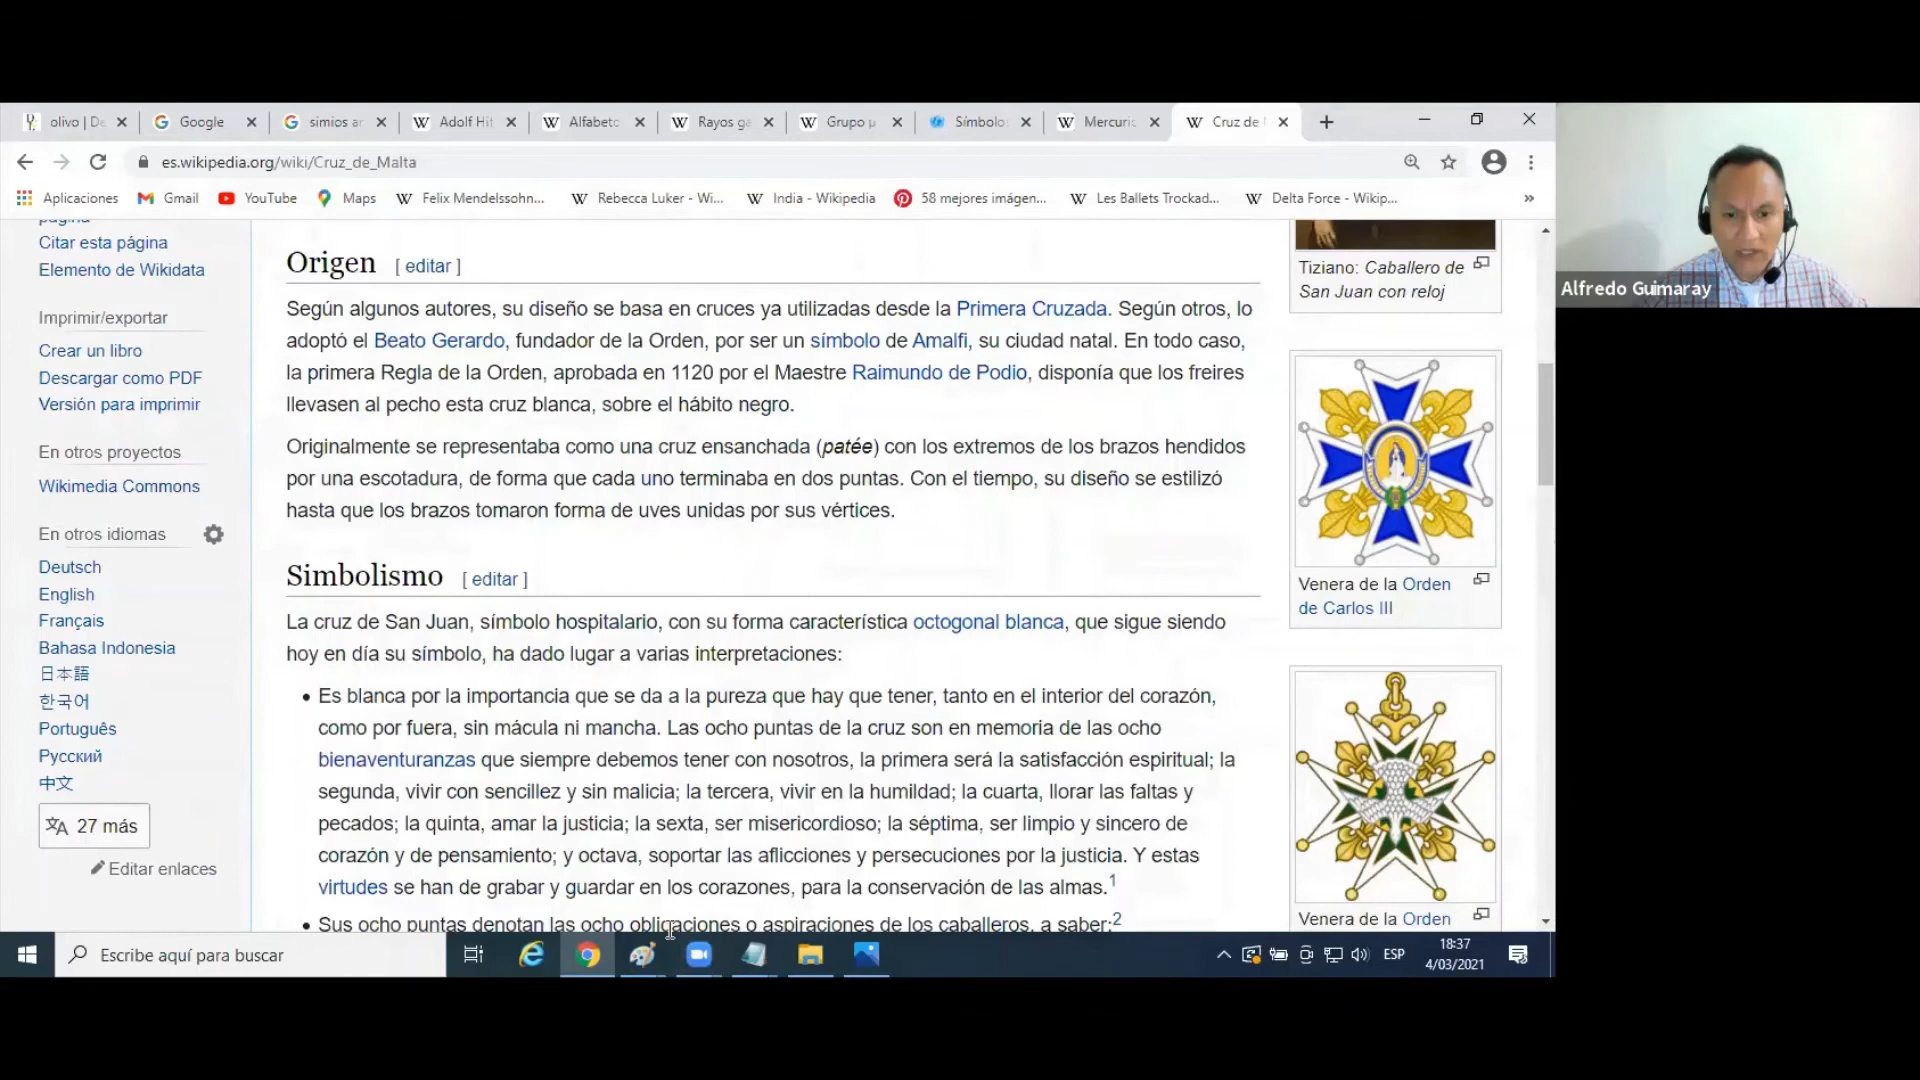 olivo | De
Google
simios ar
Adolf Hit
Alfabeto
Rayos ga
Grupo µ
Símbolo
Mercurio
Cruz de
es.wikipedia.org/wiki/Cruz_de_Malta
Aplicaciones
Gmail
YouTube
Maps
Felix Mendelssohn...
Rebecca Luker - Wi...
India - Wikipedia
58 mejores imágen...
Les Ballets Trockad...
Delta Force - Wikip...
»
página
Citar esta página
Elemento de Wikidata
Imprimir/exportar
Crear un libro
Descargar como PDF
Versión para imprimir
En otros proyectos
Wikimedia Commons
En otros idiomas
Deutsch
English
Français
Bahasa Indonesia
日本語
한국어
Português
Русский
中文
27 más
Editar enlaces
Origen [ editar ]
Según algunos autores, su diseño se basa en cruces ya utilizadas desde la Primera Cruzada. Según otros, lo
adoptó el Beato Gerardo, fundador de la Orden, por ser un símbolo de Amalfi, su ciudad natal. En todo caso,
la primera Regla de la Orden, aprobada en 1120 por el Maestre Raimundo de Podio, disponía que los freires
llevasen al pecho esta cruz blanca, sobre el hábito negro.
Originalmente se representaba como una cruz ensanchada (patée) con los extremos de los brazos hendidos
por una escotadura, de forma que cada uno terminaba en dos puntas. Con el tiempo, su diseño se estilizó
hasta que los brazos tomaron forma de uves unidas por sus vértices.
Simbolismo [ editar ]
La cruz de San Juan, símbolo hospitalario, con su forma característica octogonal blanca, que sigue siendo
hoy en día su símbolo, ha dado lugar a varias interpretaciones:
• Es blanca por la importancia que se da a la pureza que hay que tener, tanto en el interior del corazón,
como por fuera, sin mácula ni mancha. Las ocho puntas de la cruz son en memoria de las ocho
bienaventuranzas que siempre debemos tener con nosotros, la primera será la satisfacción espiritual; la
segunda, vivir con sencillez y sin malicia; la tercera, vivir en la humildad; la cuarta, llorar las faltas y
pecados; la quinta, amar la justicia; la sexta, ser misericordioso; la séptima, ser limpio y sincero de
corazón y de pensamiento; y octava, soportar las aflicciones y persecuciones por la justicia. Y estas
virtudes se han de grabar y guardar en los corazones, para la conservación de las almas.1
• Sus ocho puntas denotan las ocho obligaciones o aspiraciones de los caballeros, a saber:2
Tiziano: Caballero de
San Juan con reloj
Venera de la Orden
de Carlos III
Venera de la Orden
Alfredo Guimaray
Escribe aquí para buscar
ESP
18:37
4/03/2021